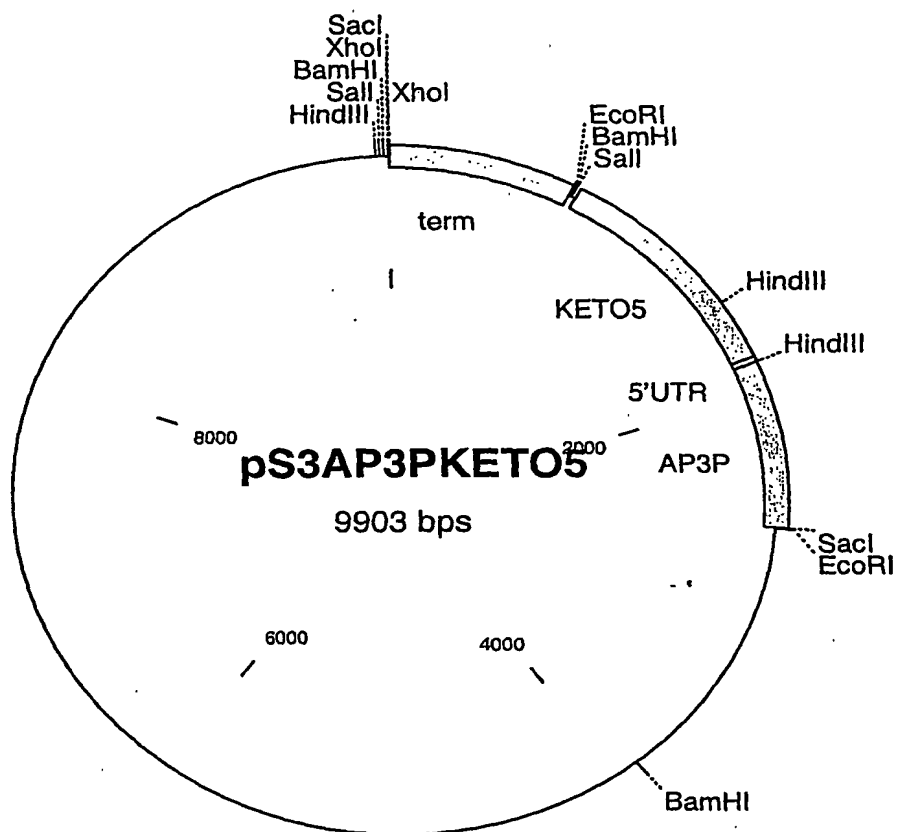 SacI
XhoI
BamHI
SalI XhoI
HindIII
EcoRI
BamHI
SalI
term
HindIII
KETO5
HindIII
5'UTR
2000
8000
AP3P
pS3AP3PKETO5
9903 bps
SacI
EcoRI
6000
4000
BamHI